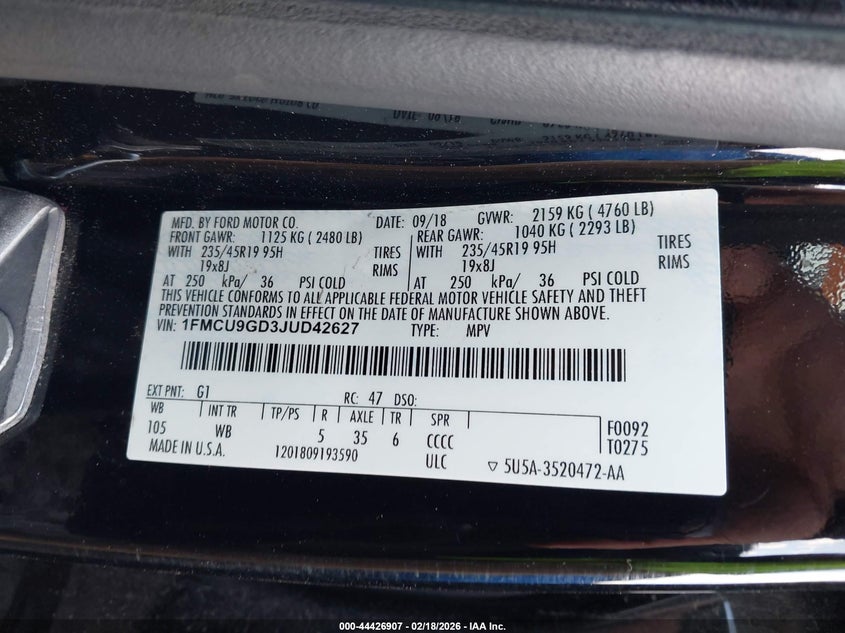 MFD. BY FORD MOTOR CO. DATE: 09/18 GVWR: 2159 KG ( 4760 LB)
FRONT GAWR: 1125 KG ( 2480 LB) REAR GAWR: 1040 KG ( 2293 LB)
WITH 235/45R19 95H TIRES WITH 235/45R19 95H TIRES
19x8J RIMS 19x8J RIMS
AT 250 kPa/ 36 PSI COLD AT 250 kPa/ 36 PSI COLD
THIS VEHICLE CONFORMS TO ALL APPLICABLE FEDERAL MOTOR VEHICLE SAFETY AND THEFT
PREVENTION STANDARDS IN EFFECT ON THE DATE OF MANUFACTURE SHOWN ABOVE.
VIN: 1FMCU9GD3JUD42627 TYPE: MPV
EXT PNT: G1 RC: 47 DSO:
WB INT TR TP/PS R AXLE TR SPR F0092
105 WB 5 35 6 CCCC T0275
MADE IN U.S.A. 1201809193590 ULC ▽ 5U5A-3520472-AA
000-44426907 - 02/18/2026 - IAA Inc.